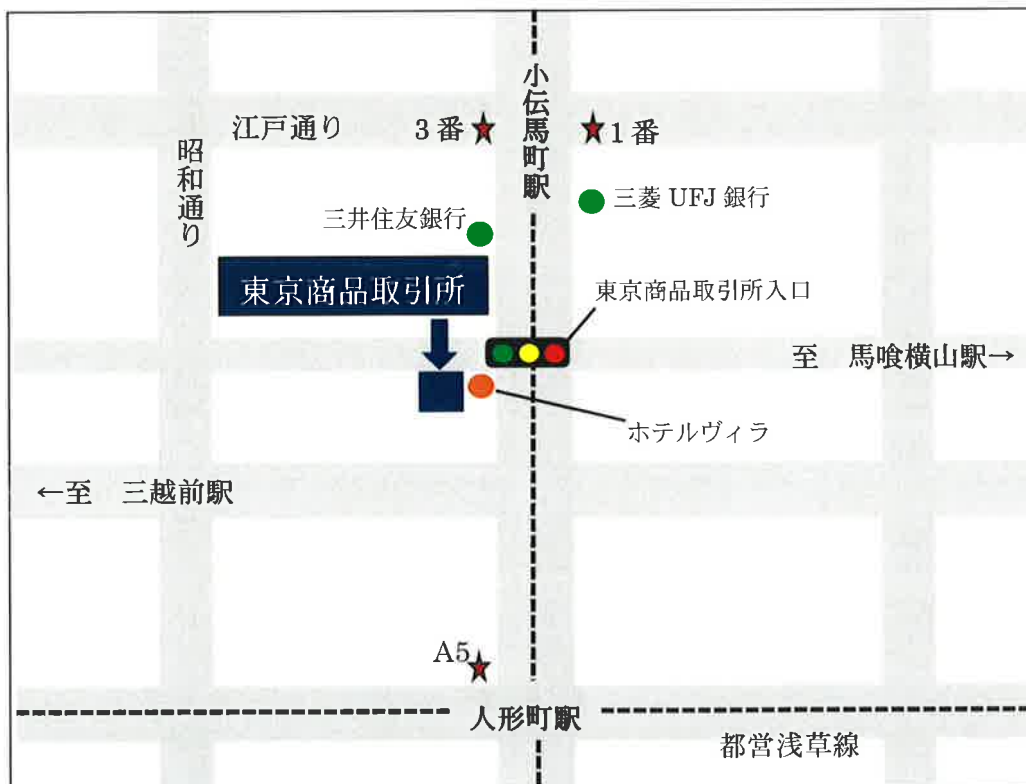 小伝馬町駅
江戸通り
3番
1番
昭和通り
三菱 UFJ 銀行
三井住友銀行
東京商品取引所
東京商品取引所入口
至 馬喰横山駅→
ホテルヴィラ
←至 三越前駅
A5
人形町駅
都営浅草線